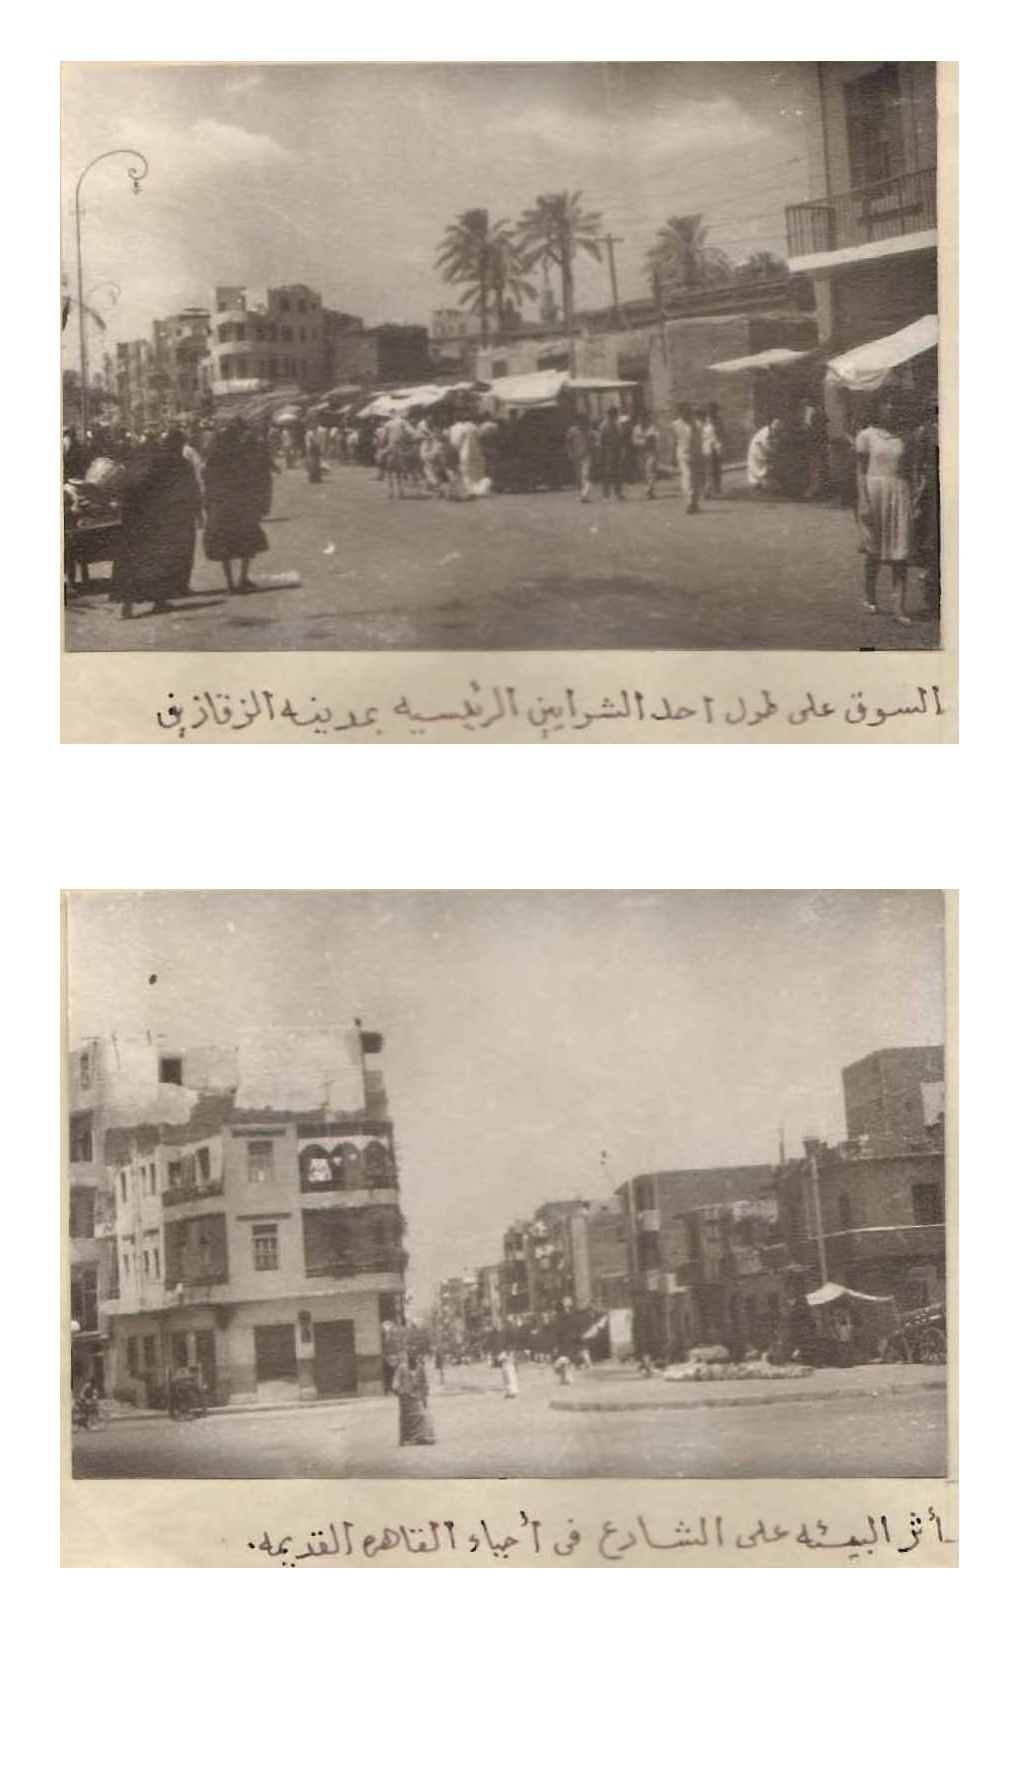 السوق على طول احد الشرايين الرئيسيه بمدينه الزقازيق
أثر البيئه على الشارع فى أحياء القاهره القديمه.